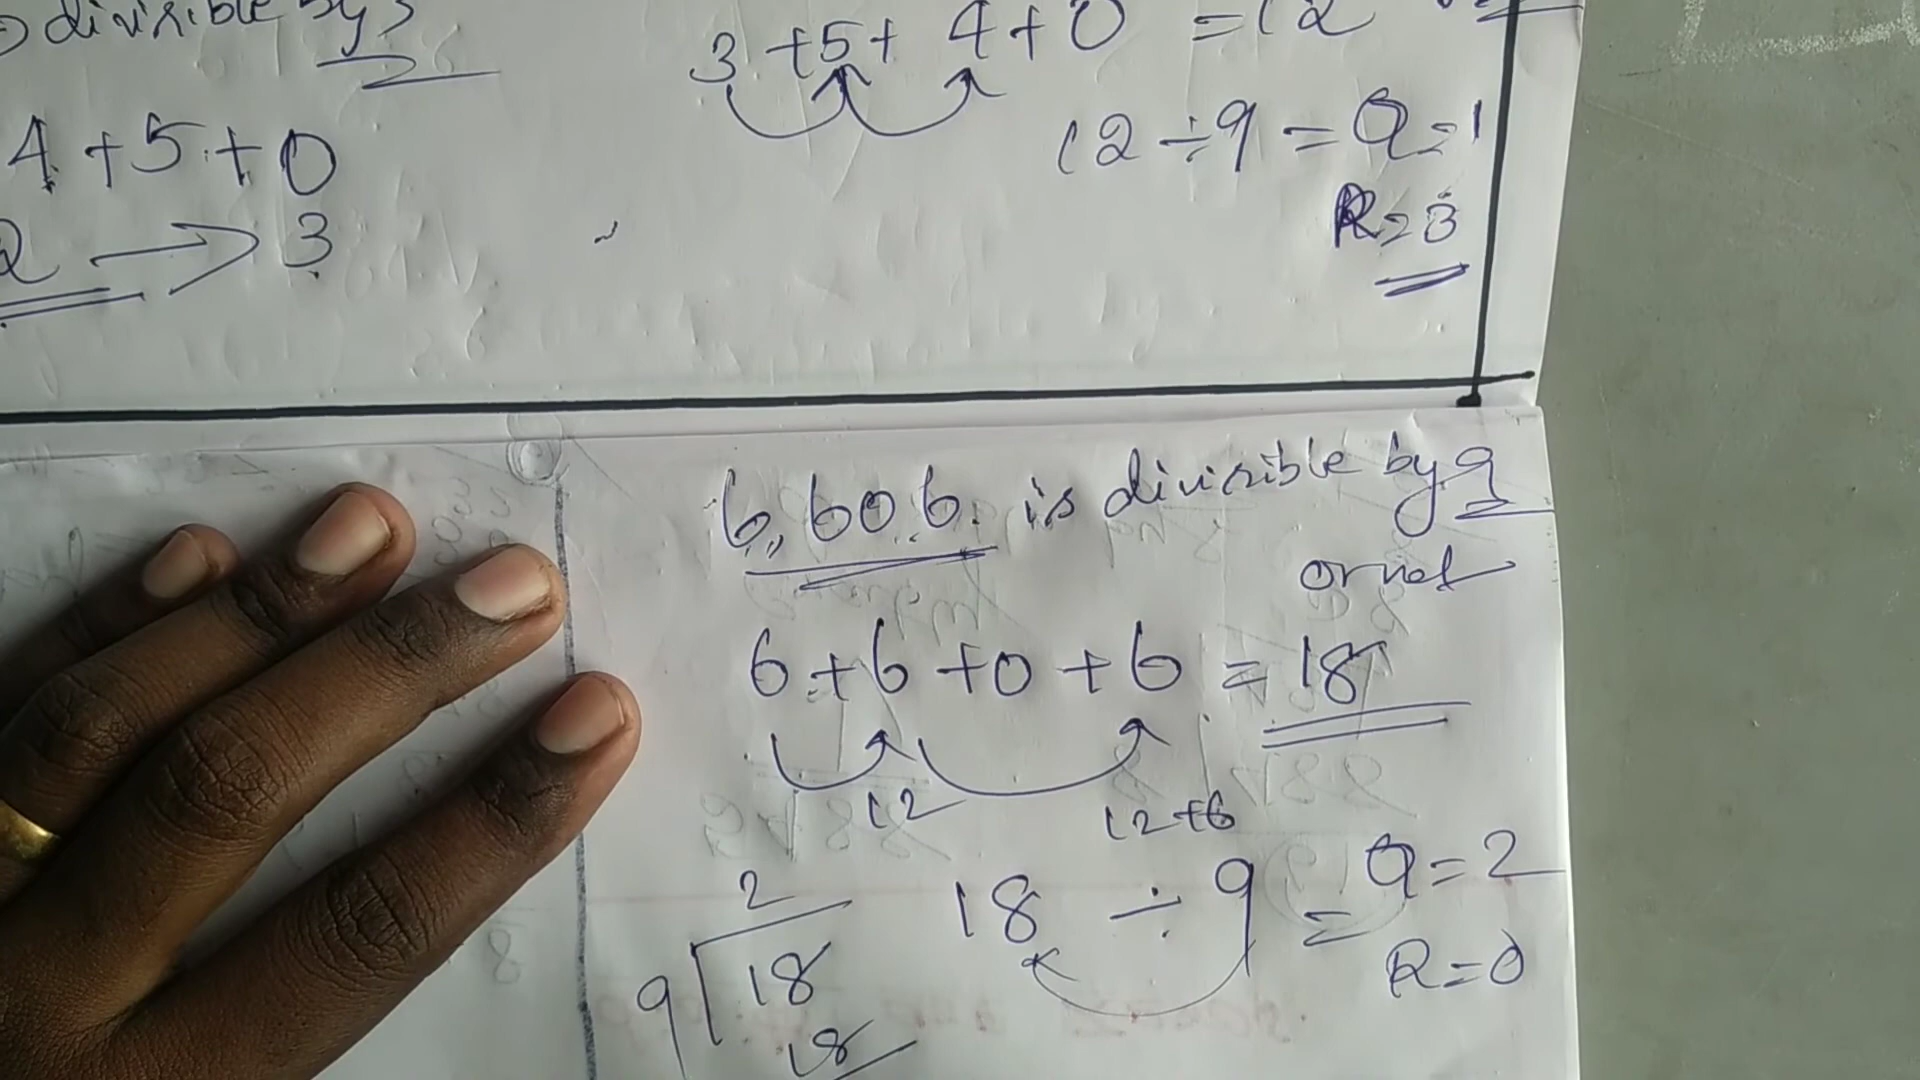 divisible by
3 + 5 + 4 + 0 = 12
4 + 5 + 0
12 ÷ 9 = Q = 1
R = 3
2 → 3
6,606 is divisible by 9
or not
6 + 6 + 0 + 6 = 18
12
12+6
2
18 ÷ 9 = Q = 2
9 18
R = 0
18